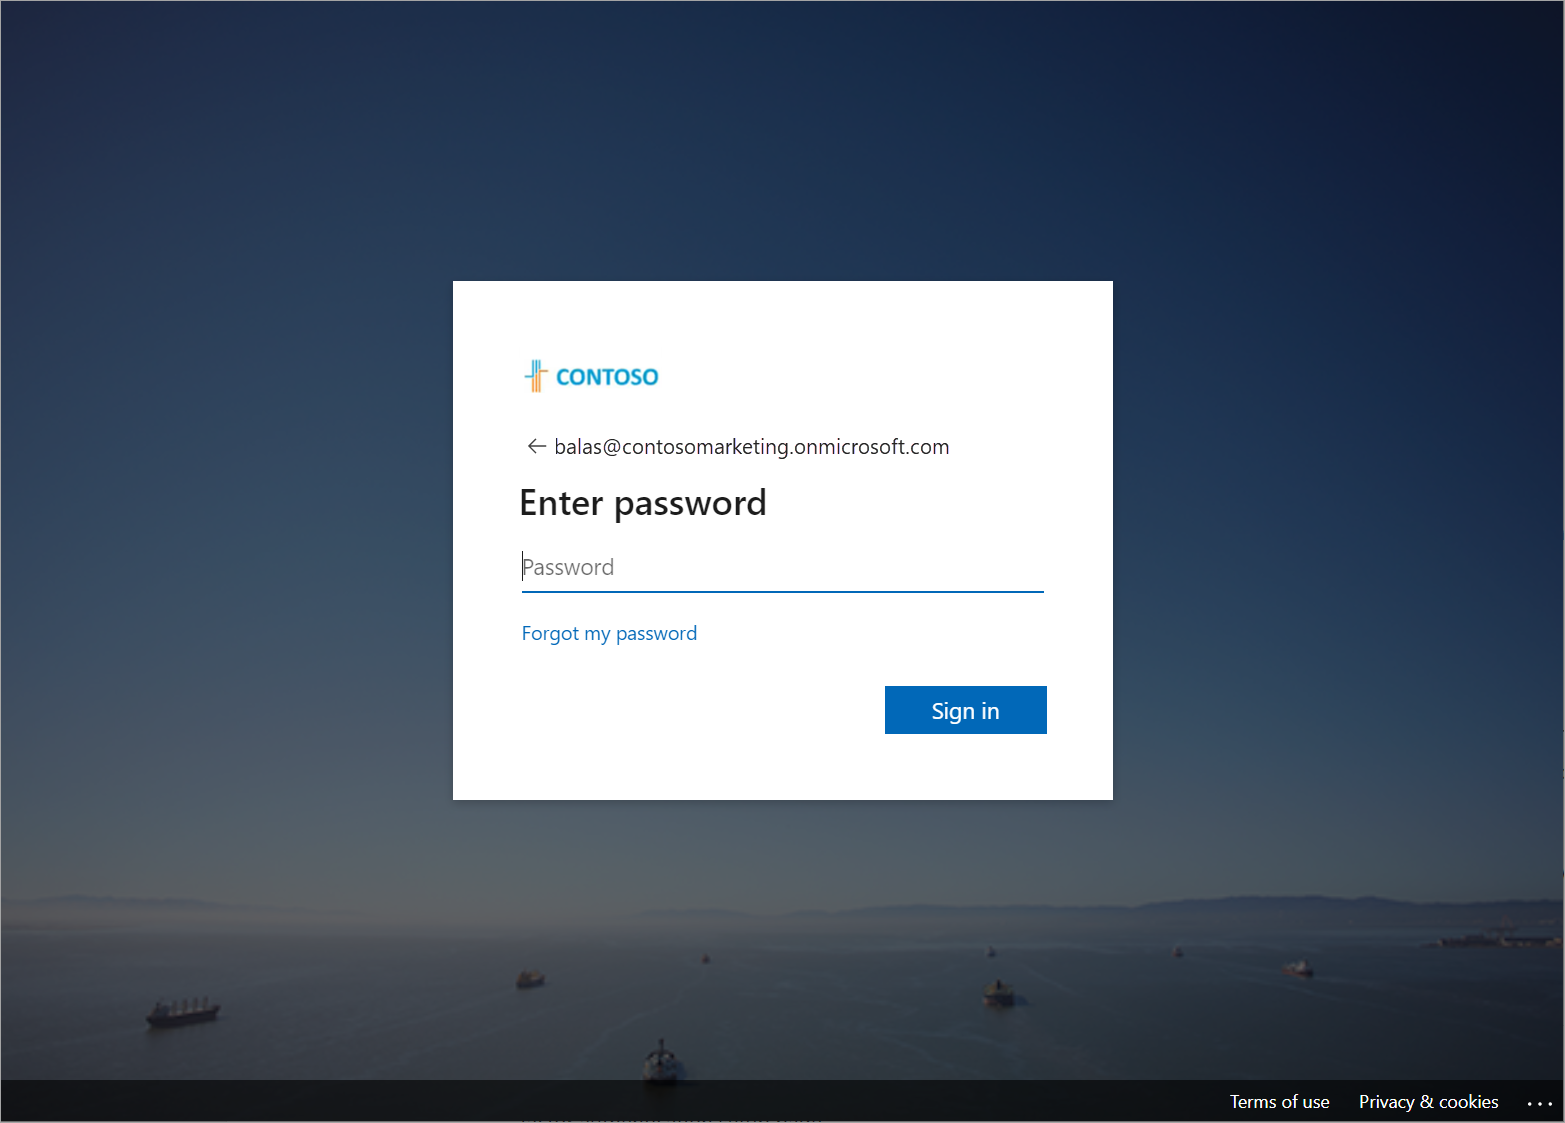 CONTOSO
balas@contosomarketing.onmicrosoft.com
Enter password
Password
Forgot my password
Sign in
Terms of use Privacy & cookies ...